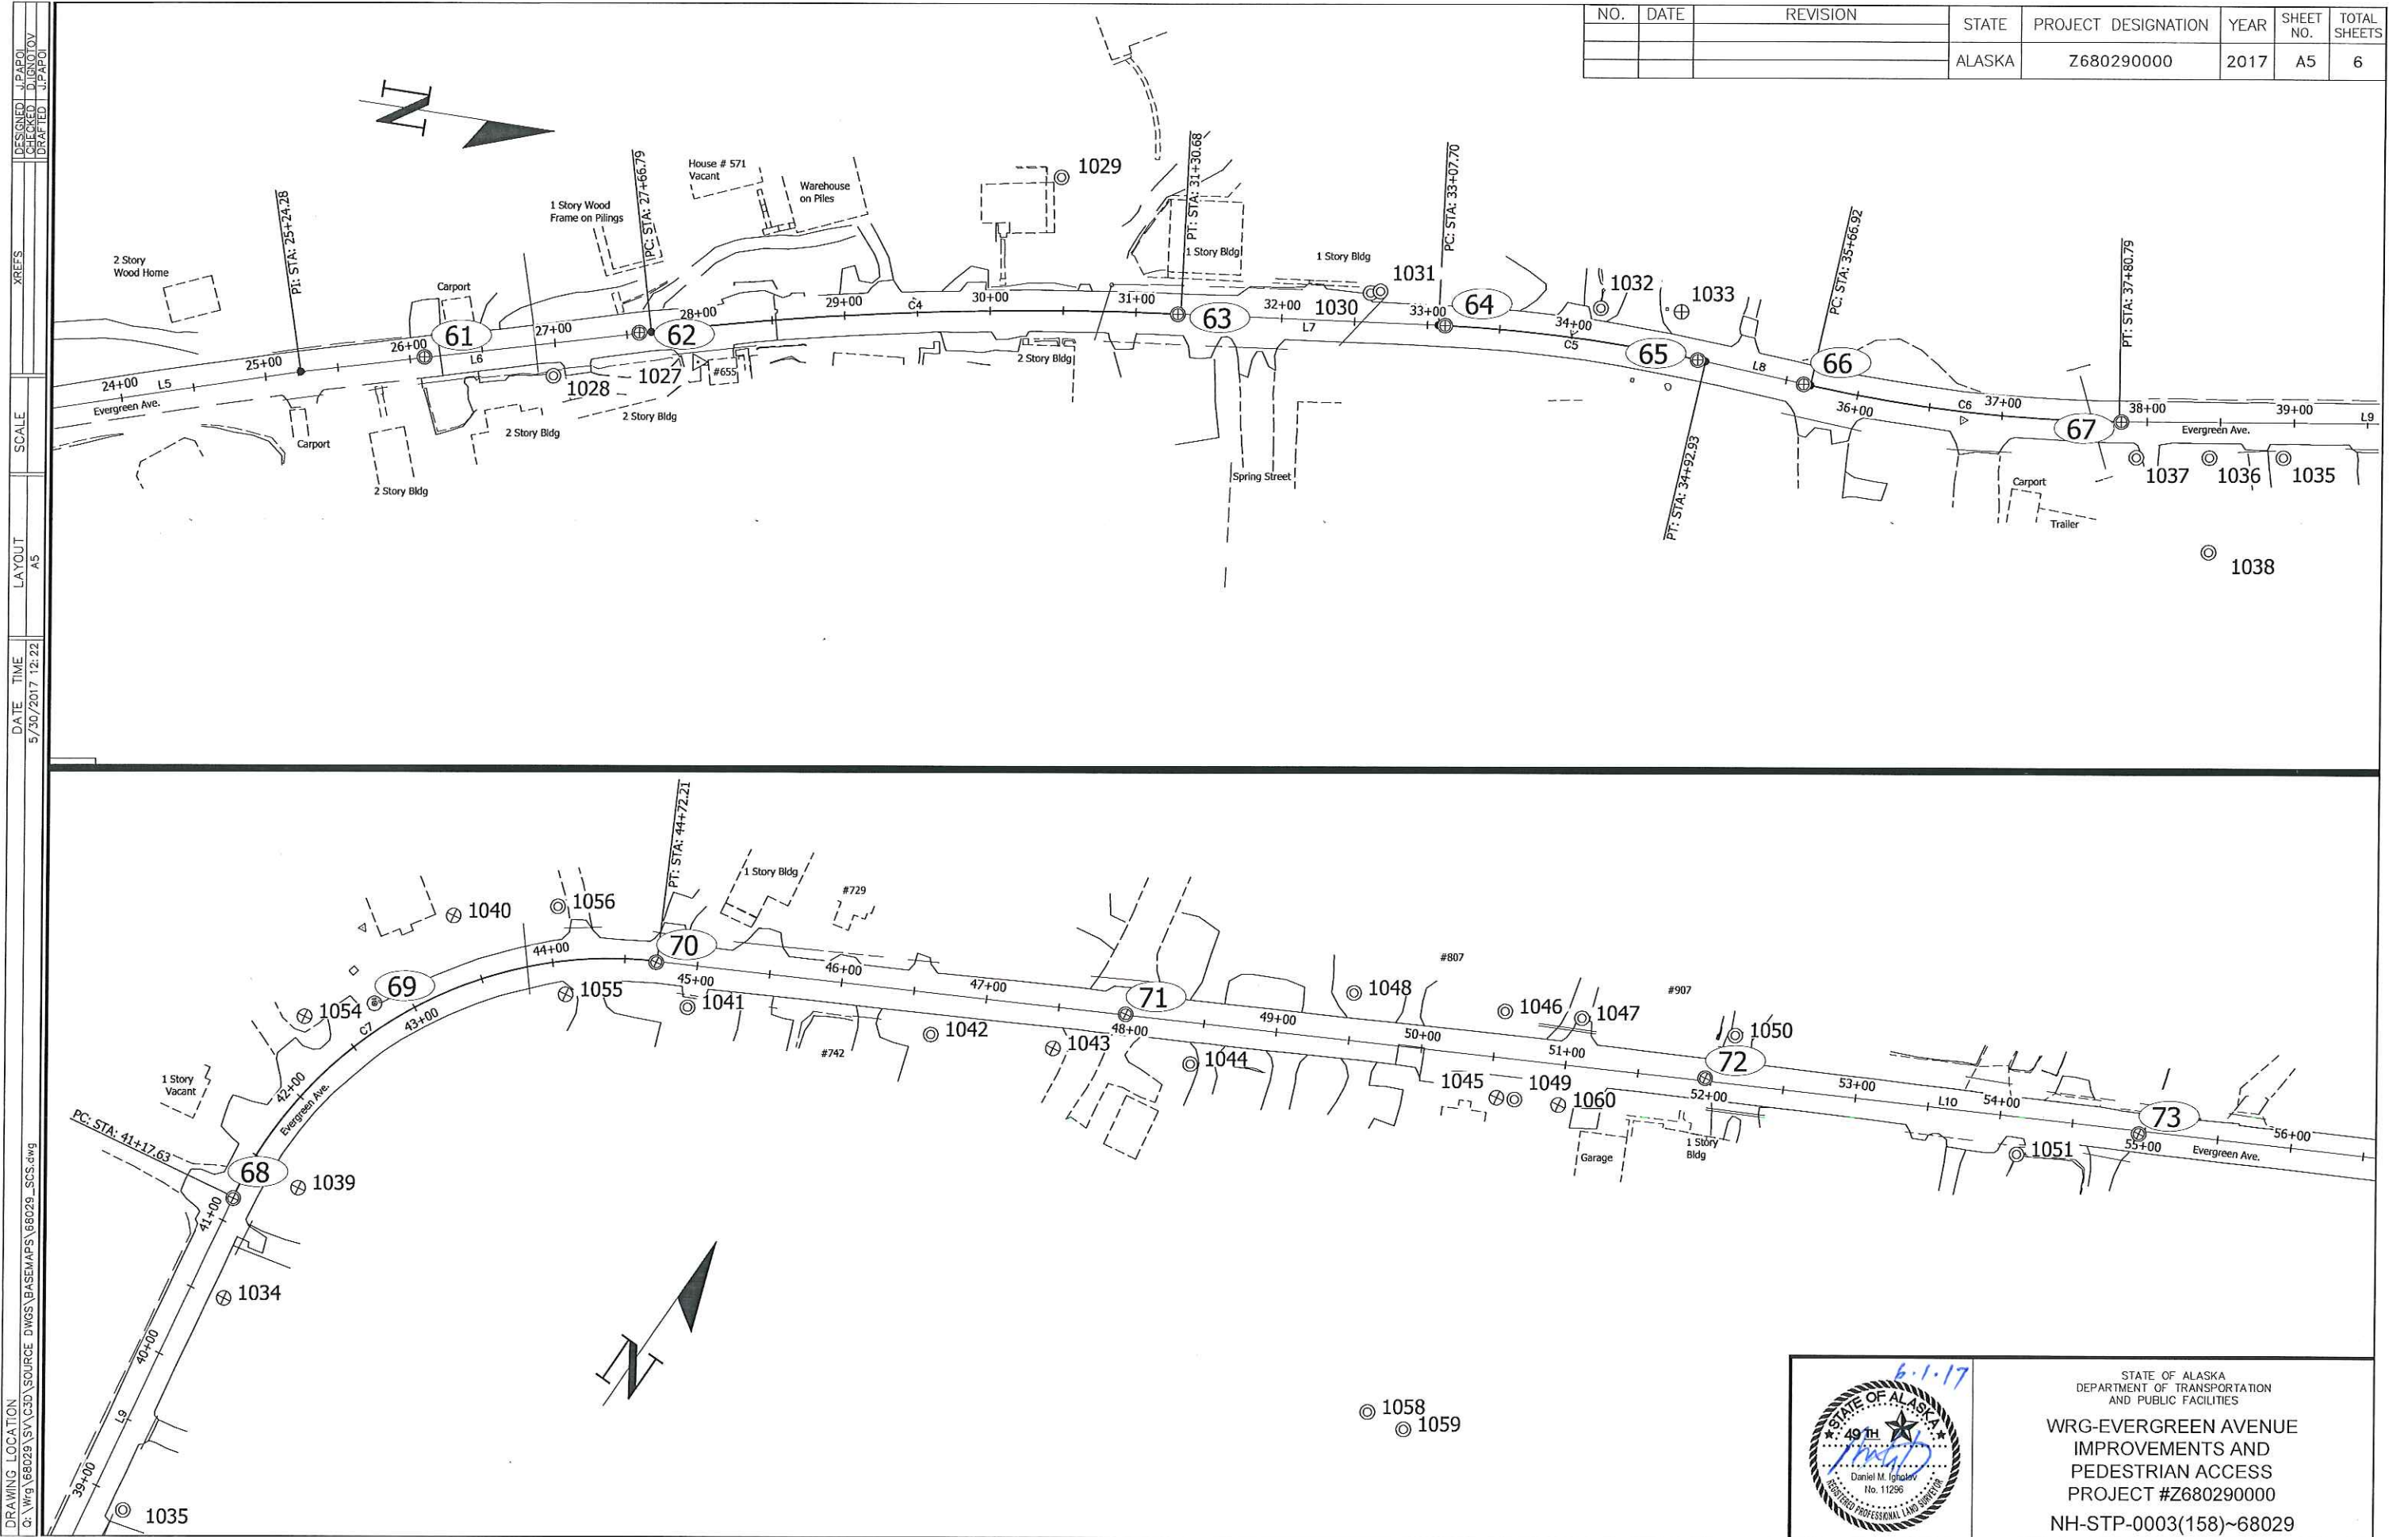 NO. DATE REVISION STATE PROJECT DESIGNATION YEAR SHEET NO. TOTAL SHEETS
ALASKA Z680290000 2017 A5 6
DESIGNED J.PAPOI
CHECKED D.IGNOTOV
DRAFTED J.PAPOI
XREFS
SCALE
LAYOUT
A5
DATE TIME
5/30/2017 12:22
DRAWING LOCATION
Q:\Wrg\68029\SV\C3D\SOURCE DWGS\BASEMAPS\68029_SCS.dwg
N
PI: STA: 25+24.28
PC: STA: 27+66.79
PT: STA: 31+30.68
PC: STA: 33+07.70
PT: STA: 34+92.93
PC: STA: 35+66.92
PT: STA: 37+80.79
House # 571
Vacant
Warehouse
on Piles
1 Story Wood
Frame on Pilings
2 Story
Wood Home
Carport
1029
1 Story Bldg
1 Story Bldg
1031
1030
1032
1033
61
62
63
64
65
66
67
24+00
L5
25+00
26+00
L6
27+00
28+00
29+00
C4
30+00
31+00
32+00
L7
33+00
34+00
C5
L8
36+00
C6
37+00
38+00
39+00
L9
Evergreen Ave.
Evergreen Ave.
1028
1027
#655
2 Story Bldg
2 Story Bldg
2 Story Bldg
Carport
2 Story Bldg
Spring Street
1037
1036
1035
Carport
Trailer
1038
PT: STA: 44+72.21
1 Story Bldg
#729
1040
1056
44+00
70
69
1054
C7
43+00
1055
45+00
1041
46+00
47+00
1042
#742
71
48+00
1043
1044
49+00
1048
#807
50+00
1046
1047
51+00
#907
1050
72
52+00
1045
1049
1060
Garage
1 Story
Bldg
53+00
L10
54+00
73
55+00
1051
Evergreen Ave.
56+00
1 Story
Vacant
42+00
Evergreen Ave.
PC: STA: 41+17.63
68
1039
41+00
1034
40+00
L9
39+00
1035
N
1058
1059
6.1.17
STATE OF ALASKA
49TH
Daniel M. Ignotov
No. 11296
REGISTERED PROFESSIONAL LAND SURVEYOR
STATE OF ALASKA
DEPARTMENT OF TRANSPORTATION
AND PUBLIC FACILITIES
WRG-EVERGREEN AVENUE
IMPROVEMENTS AND
PEDESTRIAN ACCESS
PROJECT #Z680290000
NH-STP-0003(158)~68029